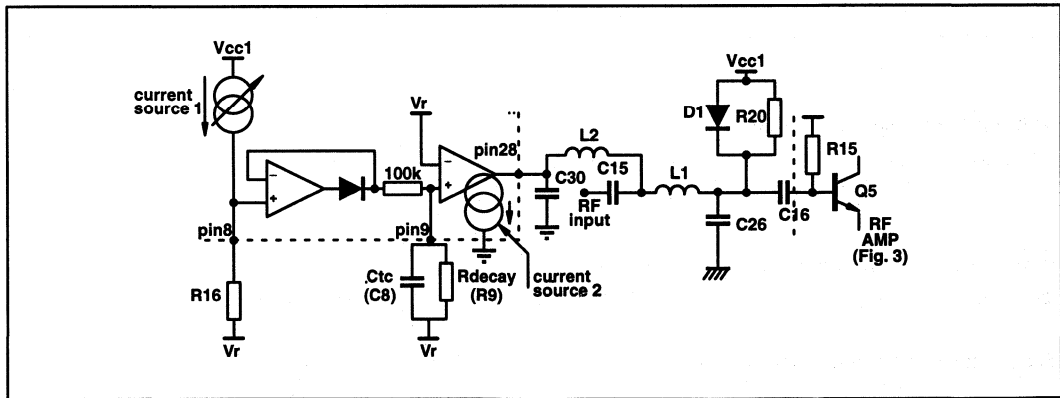 Vcc1
current
source 1
pin8
R16
Vr
−
+
100k
Vr
−
+
pin28
pin9
Ctc
(C8)
Rdecay
(R9)
Vr
current
source 2
C30
L2
C15
RF
input
L1
Vcc1
D1
R20
C26
C16
R15
Q5
RF
AMP
(Fig. 3)